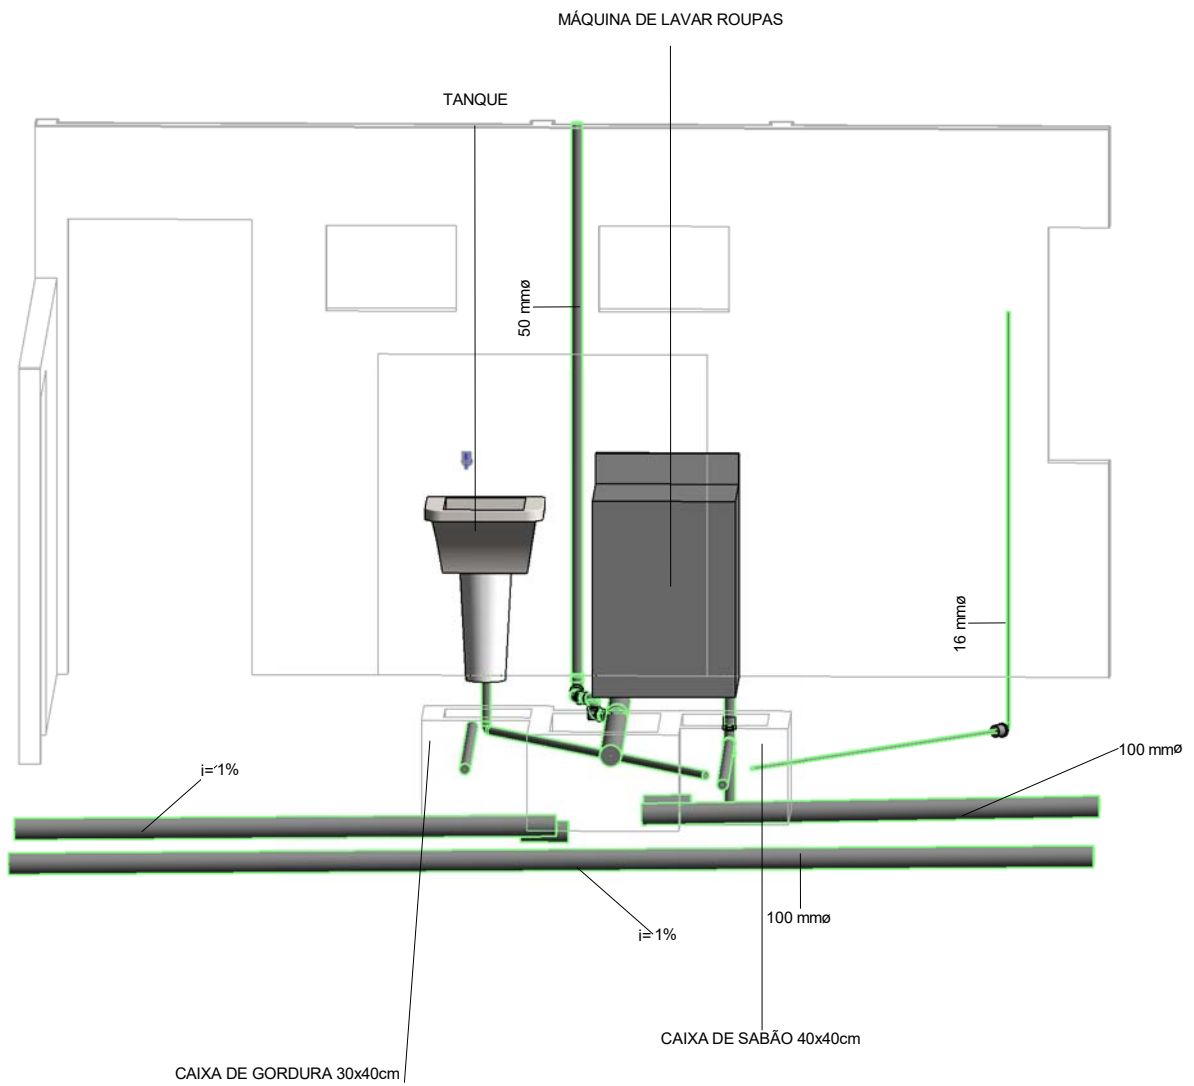 MÁQUINA DE LAVAR ROUPAS
TANQUE
50 mmø
16 mmø
100 mmø
i= 1%
100 mmø
i= 1%
CAIXA DE SABÃO 40x40cm
CAIXA DE GORDURA 30x40cm